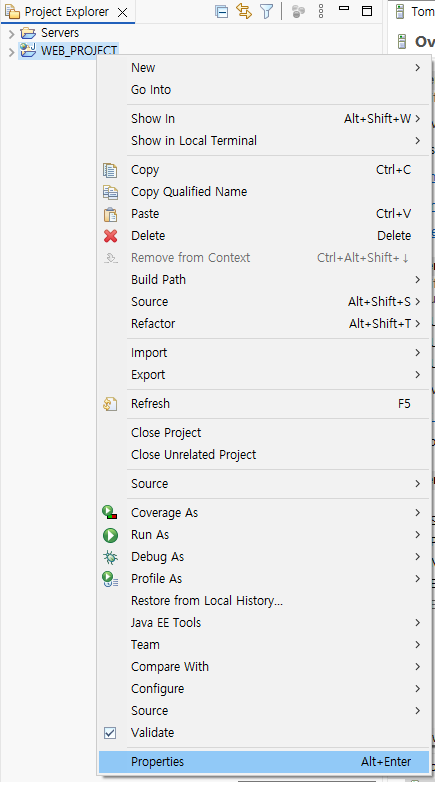 Project Explorer
Tom
Servers
Ov
WEB_PROJECT
New
Go Into
Show In Alt+Shift+W
Show in Local Terminal
Copy Ctrl+C
Copy Qualified Name
Paste Ctrl+V
Delete Delete
Remove from Context Ctrl+Alt+Shift+↓
Build Path
Source Alt+Shift+S
Refactor Alt+Shift+T
Import
Export
Refresh F5
Close Project
Close Unrelated Project
Source
Coverage As
Run As
Debug As
Profile As
Restore from Local History...
Java EE Tools
Team
Compare With
Configure
Source
Validate
Properties Alt+Enter